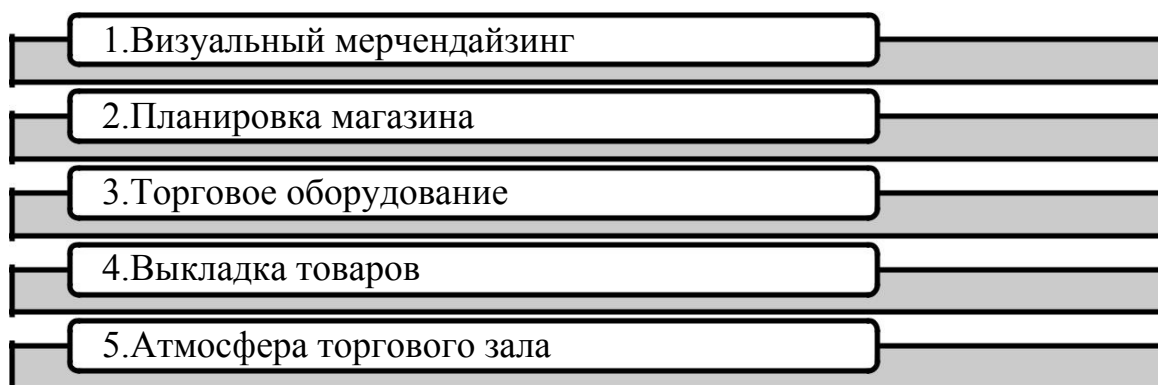 1.Визуальный мерчендайзинг
2.Планировка магазина
3.Торговое оборудование
4.Выкладка товаров
5.Атмосфера торгового зала